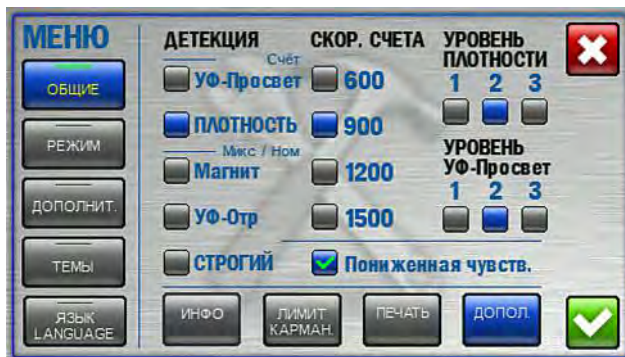 МЕНЮ
ОБЩИЕ
РЕЖИМ
ДОПОЛНИТ.
ТЕМЫ
ЯЗЫК
LANGUAGE
ДЕТЕКЦИЯ
Счёт
УФ-Просвет
ПЛОТНОСТЬ
Микс / Ном
Магнит
УФ-Отр
СТРОГИЙ
СКОР. СЧЕТА
600
900
1200
1500
УРОВЕНЬ
ПЛОТНОСТИ
1 2 3
УРОВЕНЬ
УФ-Просвет
1 2 3
Пониженная чувств.
ИНФО
ЛИМИТ
КАРМАН.
ПЕЧАТЬ
ДОПОЛ.